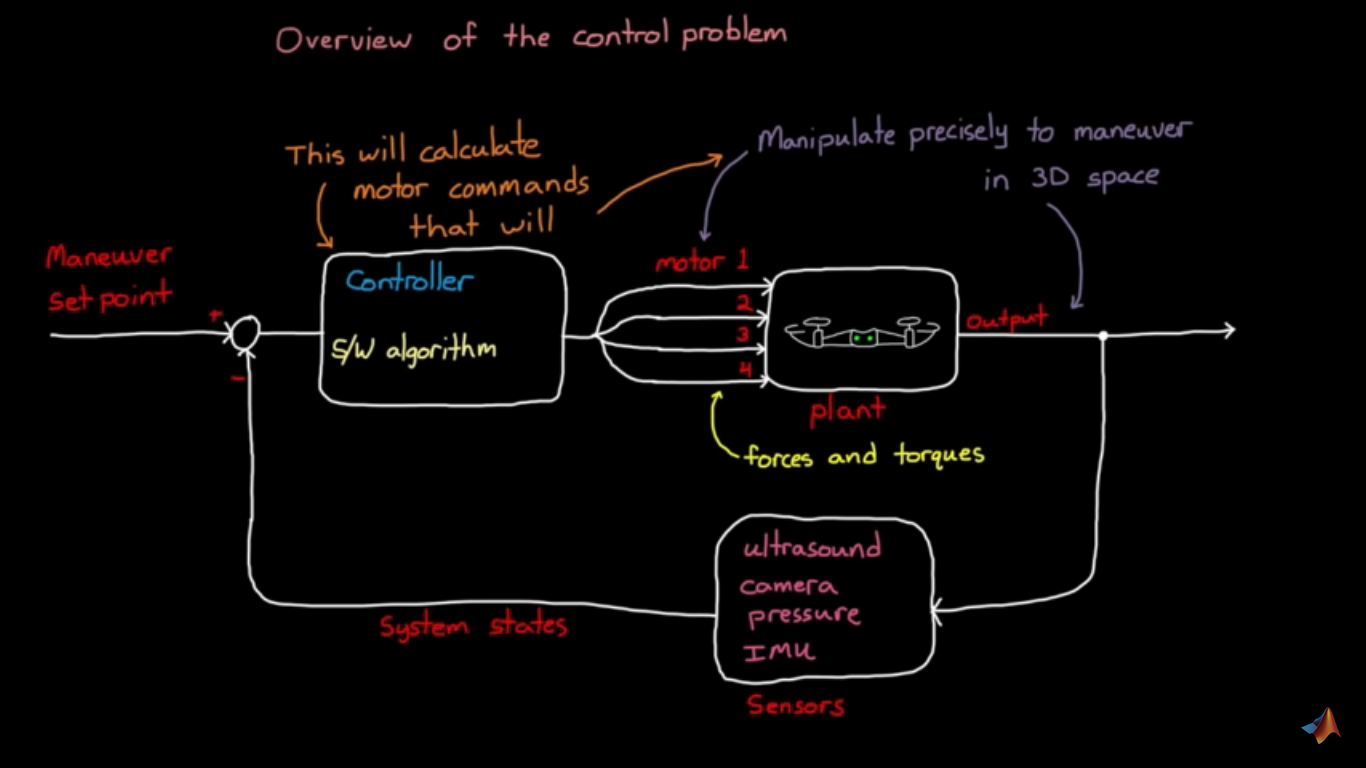 Overview of the control problem
This will calculate
motor commands
that will
Manipulate precisely to maneuver
in 3D space
Maneuver
set point
+
-
Controller
S/W algorithm
motor 1
2
3
4
output
plant
forces and torques
ultrasound
camera
pressure
IMU
System states
Sensors